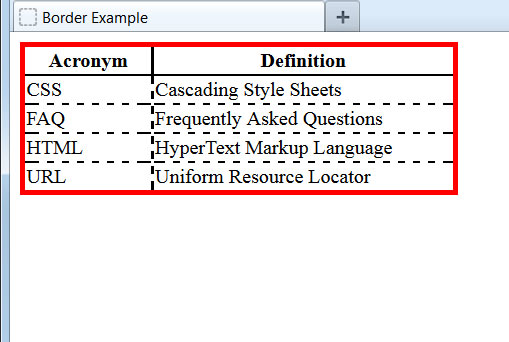 Border Example
Acronym Definition
CSS Cascading Style Sheets
FAQ Frequently Asked Questions
HTML HyperText Markup Language
URL Uniform Resource Locator